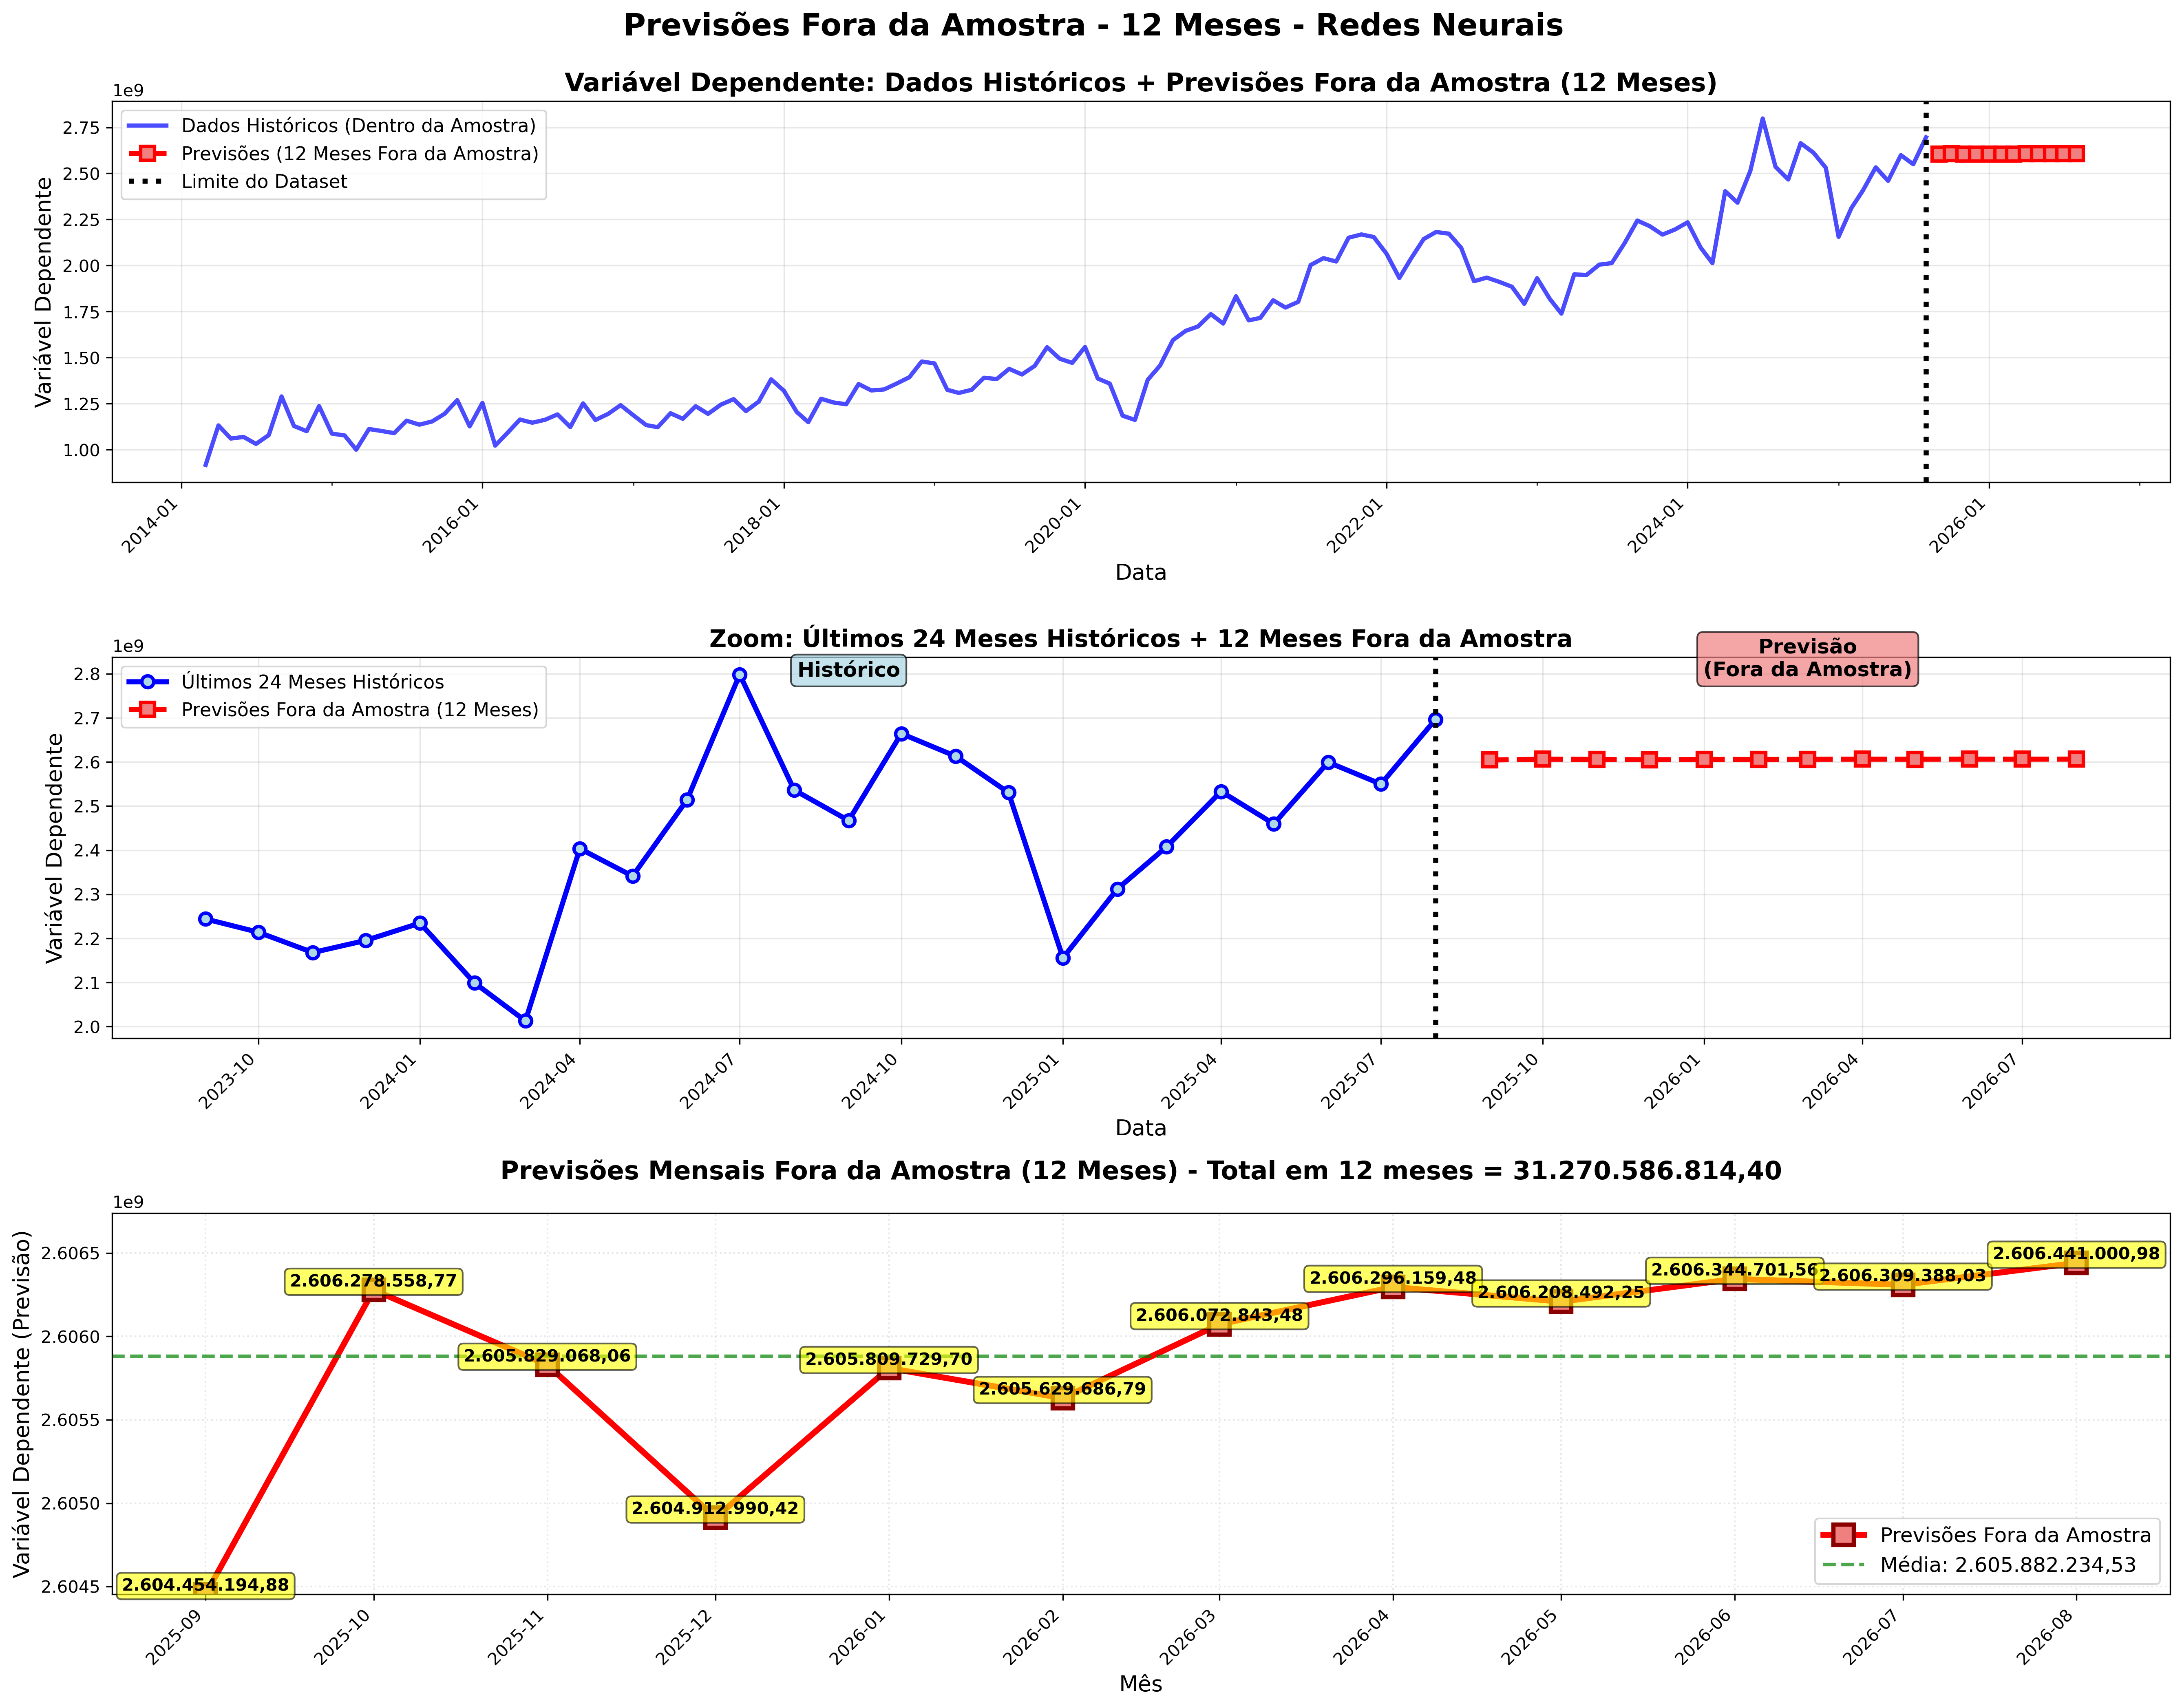 Previsões Fora da Amostra - 12 Meses - Redes Neurais
Variável Dependente: Dados Históricos + Previsões Fora da Amostra (12 Meses)
1e9
Dados Históricos (Dentro da Amostra)
Previsões (12 Meses Fora da Amostra)
Limite do Dataset
Variável Dependente
2.75
2.50
2.25
2.00
1.75
1.50
1.25
1.00
2014-01
2016-01
2018-01
2020-01
2022-01
2024-01
2026-01
Data
Zoom: Últimos 24 Meses Históricos + 12 Meses Fora da Amostra
1e9
Histórico
Previsão
(Fora da Amostra)
Últimos 24 Meses Históricos
Previsões Fora da Amostra (12 Meses)
Variável Dependente
2.8
2.7
2.6
2.5
2.4
2.3
2.2
2.1
2.0
2023-10
2024-01
2024-04
2024-07
2024-10
2025-01
2025-04
2025-07
2025-10
2026-01
2026-04
2026-07
Data
Previsões Mensais Fora da Amostra (12 Meses) - Total em 12 meses = 31.270.586.814,40
1e9
Variável Dependente (Previsão)
2.6065
2.6060
2.6055
2.6050
2.6045
2.604.454.194,88
2.606.278.558,77
2.605.829.068,06
2.604.912.990,42
2.605.809.729,70
2.605.629.686,79
2.606.072.843,48
2.606.296.159,48
2.606.208.492,25
2.606.344.701,56
2.606.309.388,03
2.606.441.000,98
Previsões Fora da Amostra
Média: 2.605.882.234,53
2025-09
2025-10
2025-11
2025-12
2026-01
2026-02
2026-03
2026-04
2026-05
2026-06
2026-07
2026-08
Mês